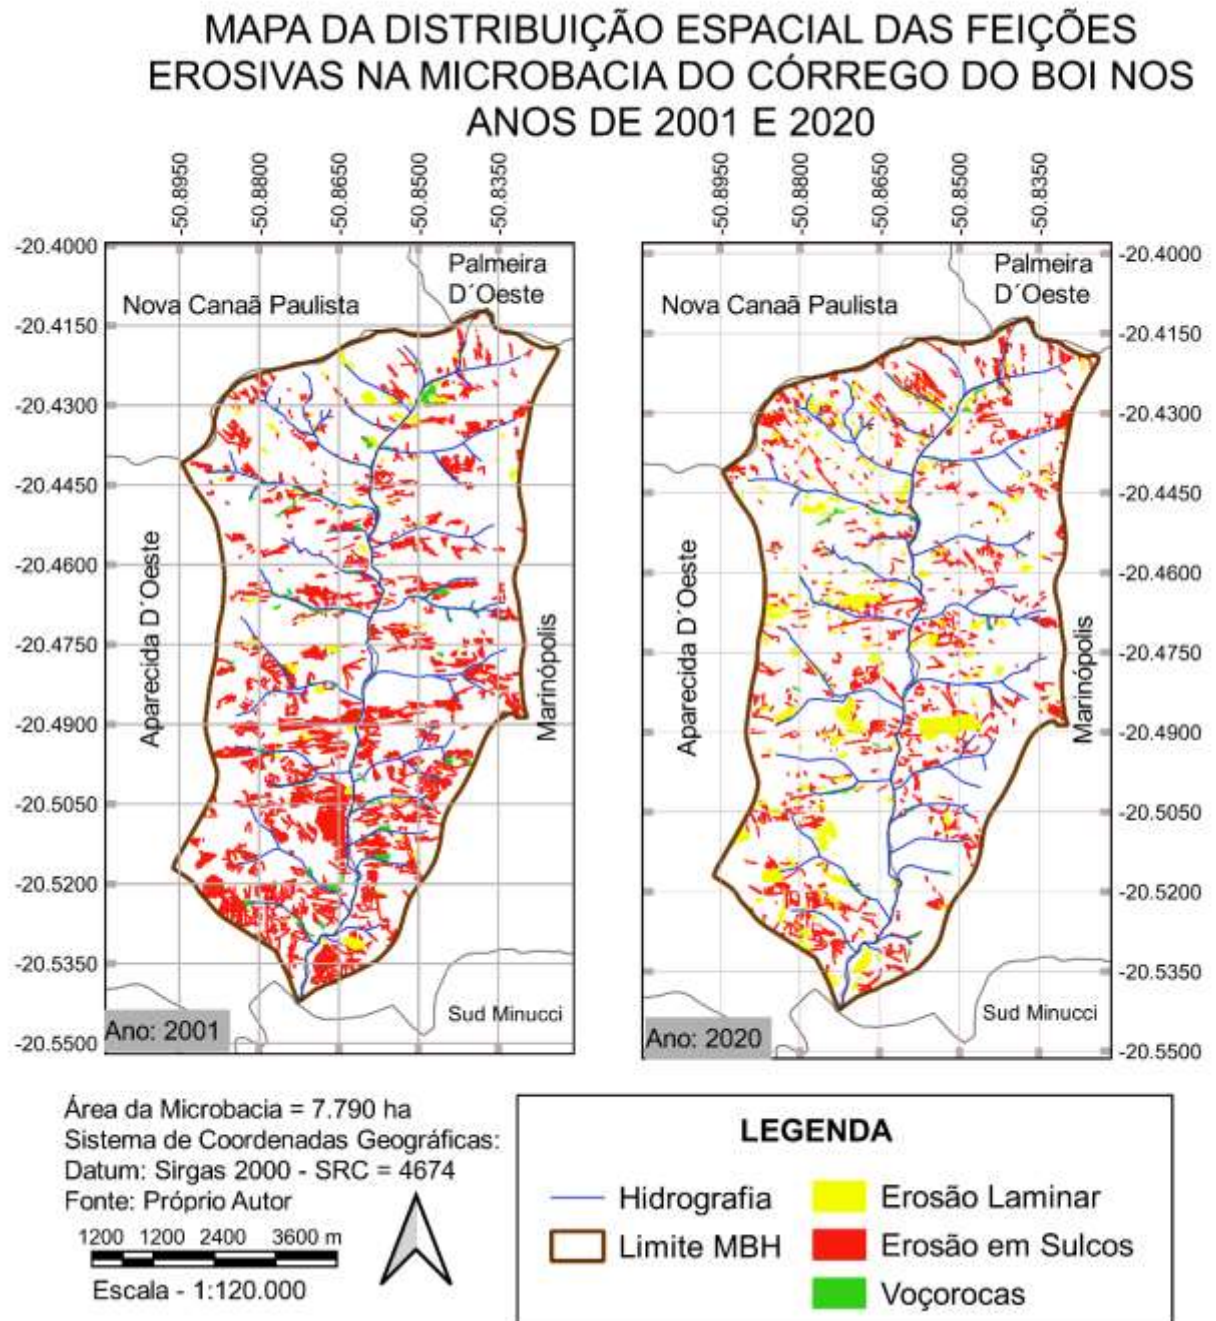 MAPA DA DISTRIBUIÇÃO ESPACIAL DAS FEIÇÕES
EROSIVAS NA MICROBACIA DO CÓRREGO DO BOI NOS
ANOS DE 2001 E 2020
-50.8950
-50.8800
-50.8650
-50.8500
-50.8350
-50.8950
-50.8800
-50.8650
-50.8500
-50.8350
-20.4000
-20.4150
-20.4300
-20.4450
-20.4600
-20.4750
-20.4900
-20.5050
-20.5200
-20.5350
-20.5500
Palmeira
D´Oeste
Nova Canaã Paulista
Aparecida D´Oeste
Marinópolis
Sud Minucci
Ano: 2001
Palmeira
D´Oeste
Nova Canaã Paulista
Aparecida D´Oeste
Marinópolis
Sud Minucci
Ano: 2020
-20.4000
-20.4150
-20.4300
-20.4450
-20.4600
-20.4750
-20.4900
-20.5050
-20.5200
-20.5350
-20.5500
Área da Microbacia = 7.790 ha
Sistema de Coordenadas Geográficas:
Datum: Sirgas 2000 - SRC = 4674
Fonte: Próprio Autor
1200 1200 2400 3600 m
Escala - 1:120.000
LEGENDA
Hidrografia
Limite MBH
Erosão Laminar
Erosão em Sulcos
Voçorocas